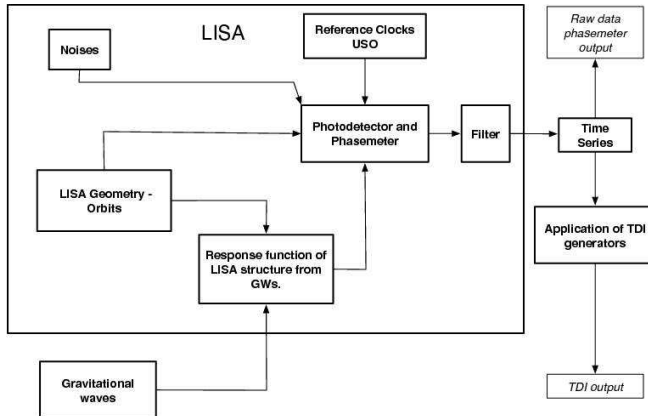 LISA
Noises
Reference Clocks
USO
Raw data
phasemeter
output
Photodetector and
Phasemeter
Filter
Time
Series
LISA Geometry -
Orbits
Response function of
LISA structure from
GWs.
Application of TDI
generators
Gravitational
waves
TDI output